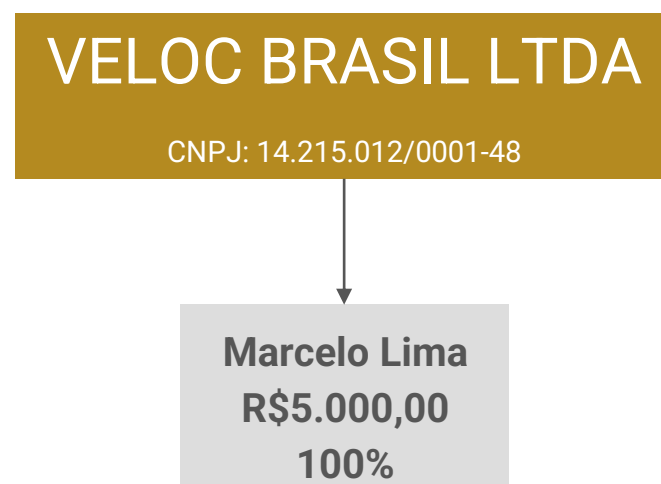 VELOC BRASIL LTDA
CNPJ: 14.215.012/0001-48
Marcelo Lima
R$5.000,00
100%